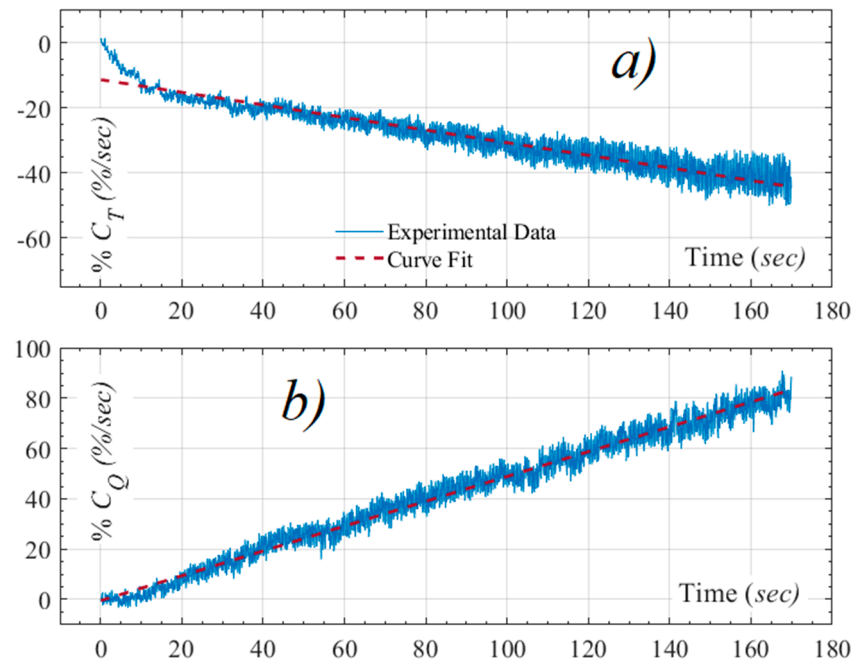 0
-20
-40
-60
% C_T (%/sec)
a)
Experimental Data
Curve Fit
Time (sec)
0 20 40 60 80 100 120 140 160 180
100
80
60
40
20
0
% C_Q (%/sec)
b)
Time (sec)
0 20 40 60 80 100 120 140 160 180